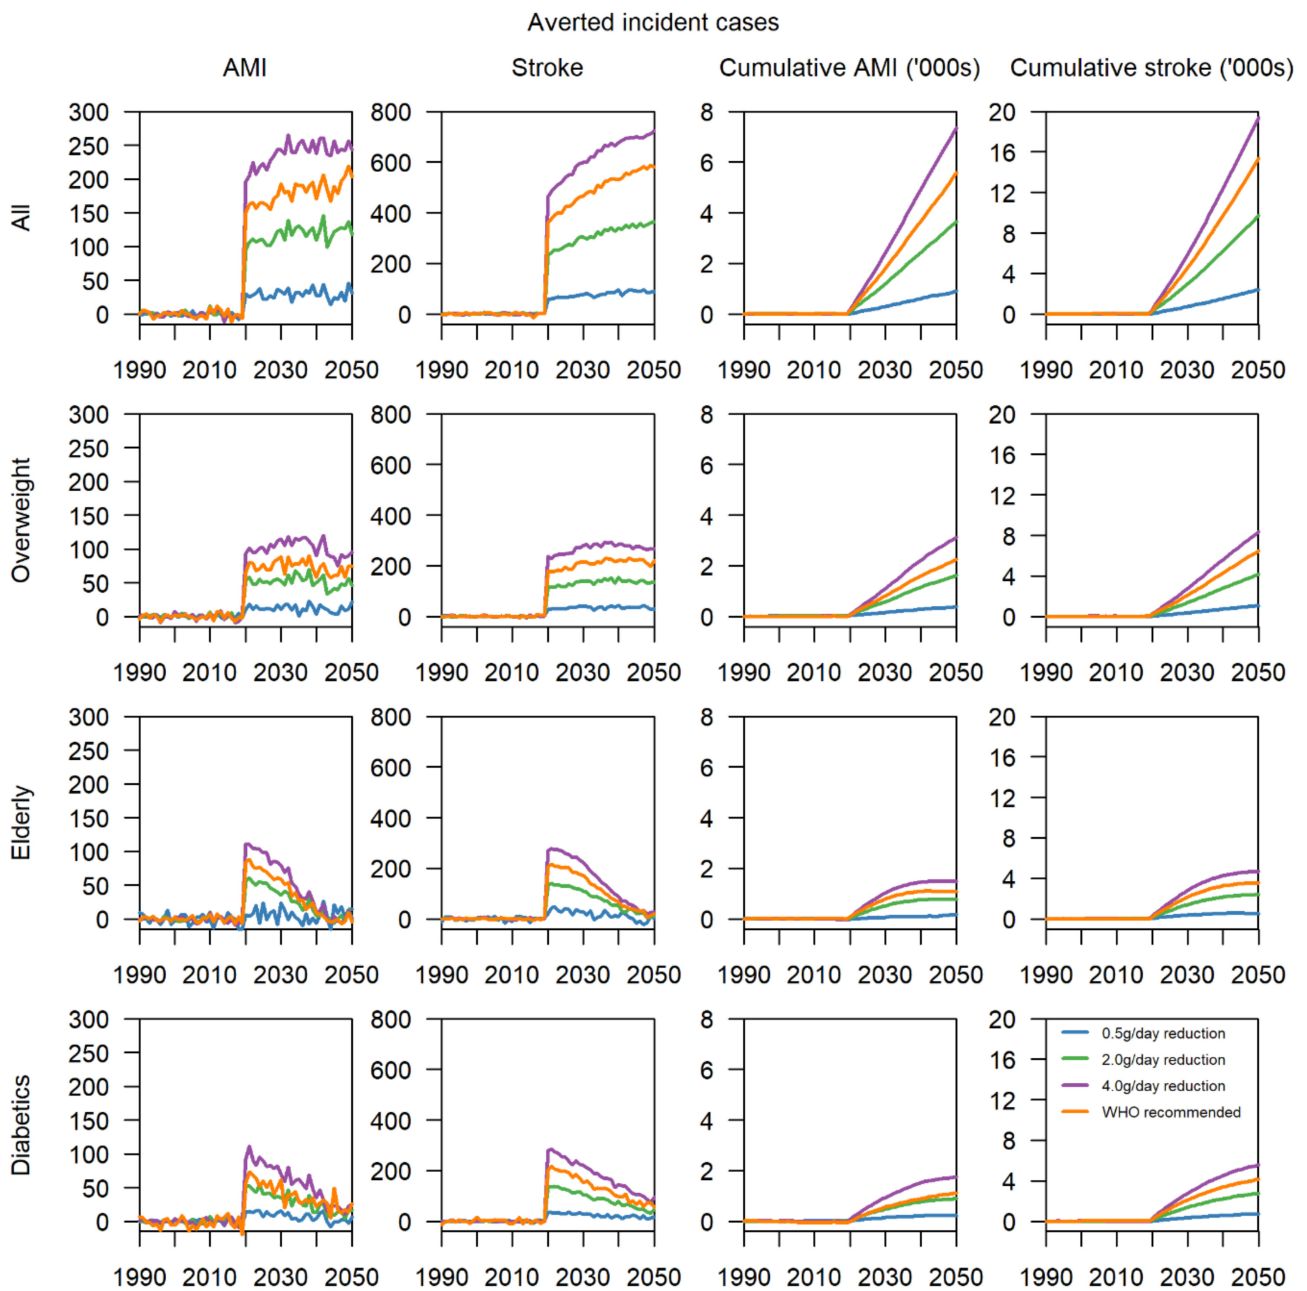 Averted incident cases
AMI Stroke Cumulative AMI ('000s) Cumulative stroke ('000s)
All
300 250 200 150 100 50 0
1990 2010 2030 2050
800 600 400 200 0
1990 2010 2030 2050
8 6 4 2 0
1990 2010 2030 2050
20 16 12 8 4 0
1990 2010 2030 2050
Overweight
300 250 200 150 100 50 0
1990 2010 2030 2050
800 600 400 200 0
1990 2010 2030 2050
8 6 4 2 0
1990 2010 2030 2050
20 16 12 8 4 0
1990 2010 2030 2050
Elderly
300 250 200 150 100 50 0
1990 2010 2030 2050
800 600 400 200 0
1990 2010 2030 2050
8 6 4 2 0
1990 2010 2030 2050
20 16 12 8 4 0
1990 2010 2030 2050
Diabetics
300 250 200 150 100 50 0
1990 2010 2030 2050
800 600 400 200 0
1990 2010 2030 2050
8 6 4 2 0
1990 2010 2030 2050
20 16 12 8 4 0
0.5g/day reduction
2.0g/day reduction
4.0g/day reduction
WHO recommended
1990 2010 2030 2050